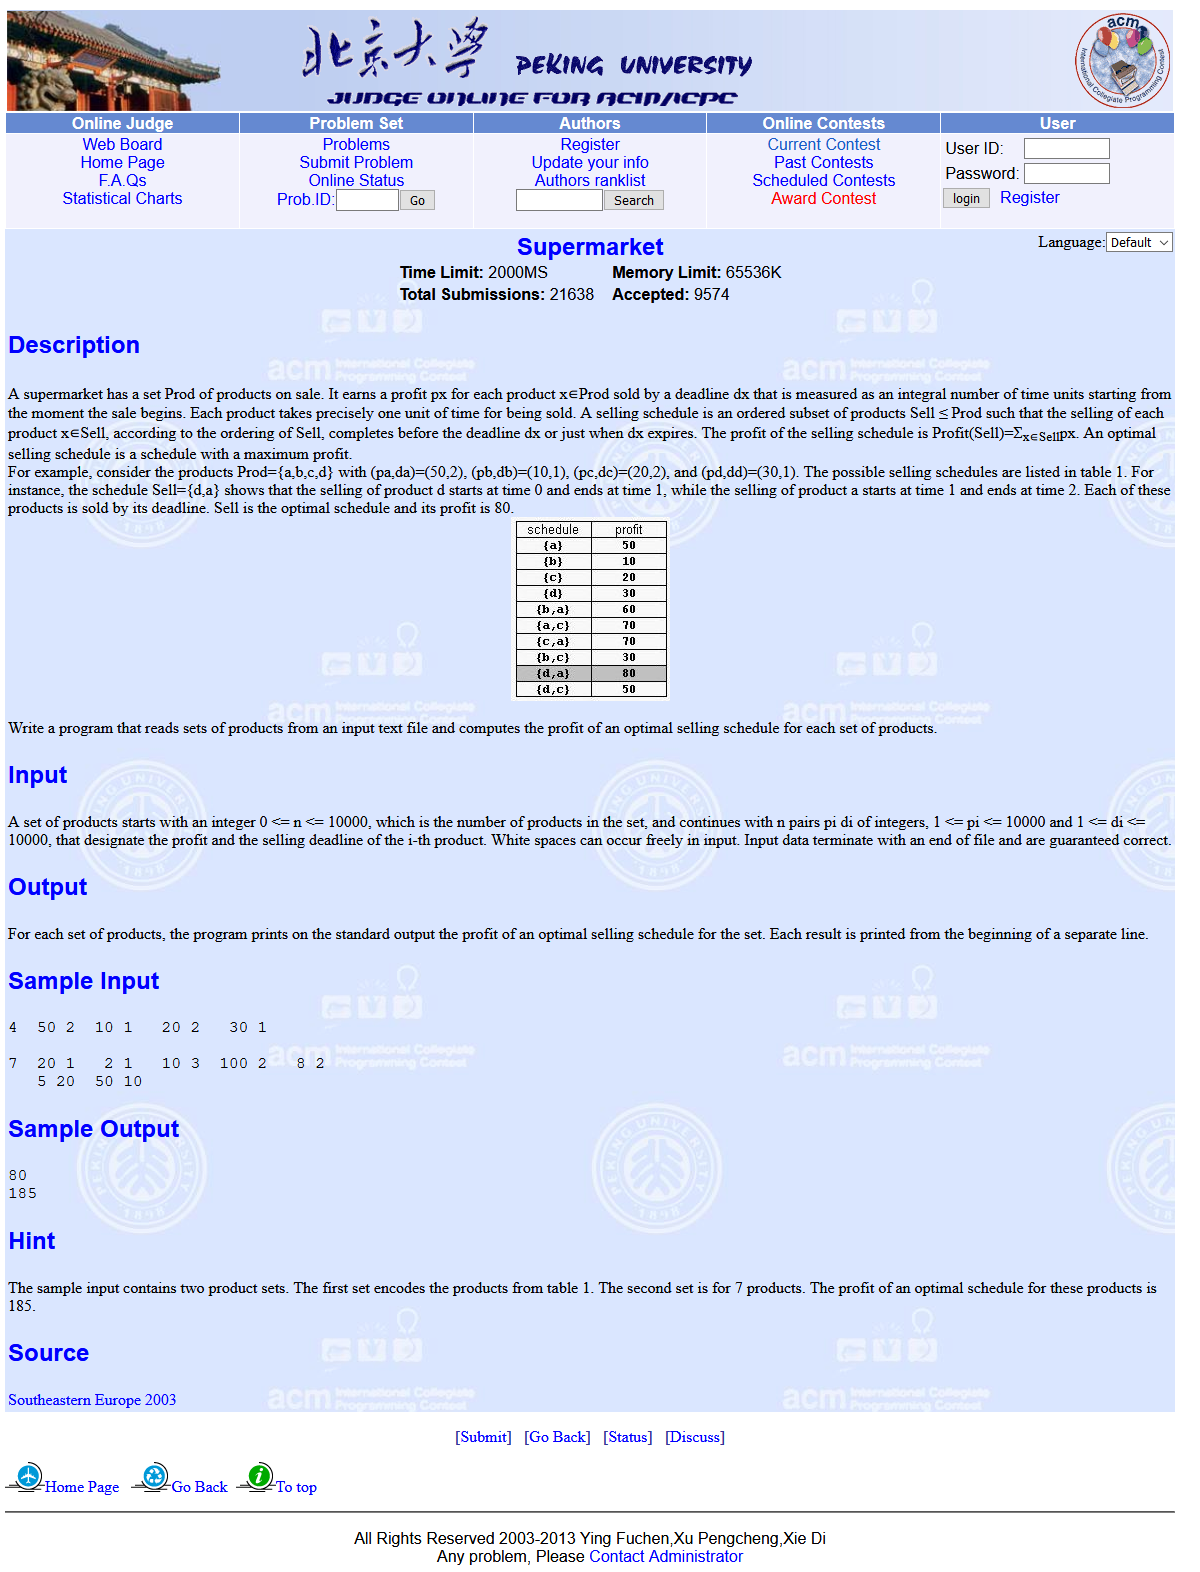 北京大学 PEKING UNIVERSITY
JUDGE ONLINE FOR ACM/ICPC
acm
International Collegiate Programming Contest
Online Judge Problem Set Authors Online Contests User
Web Board Problems Register Current Contest User ID:
Home Page Submit Problem Update your info Past Contests Password:
F.A.Qs Online Status Authors ranklist Scheduled Contests
Statistical Charts Prob.ID: Go Search Award Contest login Register
Language: Default
Supermarket
Time Limit: 2000MS Memory Limit: 65536K
Total Submissions: 21638 Accepted: 9574
Description
A supermarket has a set Prod of products on sale. It earns a profit px for each product x∈Prod sold by a deadline dx that is measured as an integral number of time units starting from
the moment the sale begins. Each product takes precisely one unit of time for being sold. A selling schedule is an ordered subset of products Sell ≤ Prod such that the selling of each
product x∈Sell, according to the ordering of Sell, completes before the deadline dx or just when dx expires. The profit of the selling schedule is Profit(Sell)=Σx∈Sellpx. An optimal
selling schedule is a schedule with a maximum profit.
For example, consider the products Prod={a,b,c,d} with (pa,da)=(50,2), (pb,db)=(10,1), (pc,dc)=(20,2), and (pd,dd)=(30,1). The possible selling schedules are listed in table 1. For
instance, the schedule Sell={d,a} shows that the selling of product d starts at time 0 and ends at time 1, while the selling of product a starts at time 1 and ends at time 2. Each of these
products is sold by its deadline. Sell is the optimal schedule and its profit is 80.
schedule profit
{a} 50
{b} 10
{c} 20
{d} 30
{b,a} 60
{a,c} 70
{c,a} 70
{b,c} 30
{d,a} 80
{d,c} 50
Write a program that reads sets of products from an input text file and computes the profit of an optimal selling schedule for each set of products.
Input
A set of products starts with an integer 0 <= n <= 10000, which is the number of products in the set, and continues with n pairs pi di of integers, 1 <= pi <= 10000 and 1 <= di <=
10000, that designate the profit and the selling deadline of the i-th product. White spaces can occur freely in input. Input data terminate with an end of file and are guaranteed correct.
Output
For each set of products, the program prints on the standard output the profit of an optimal selling schedule for the set. Each result is printed from the beginning of a separate line.
Sample Input
4 50 2 10 1 20 2 30 1
7 20 1 2 1 10 3 100 2 8 2
5 20 50 10
Sample Output
80
185
Hint
The sample input contains two product sets. The first set encodes the products from table 1. The second set is for 7 products. The profit of an optimal schedule for these products is
185.
Source
Southeastern Europe 2003
[Submit] [Go Back] [Status] [Discuss]
Home Page Go Back To top
All Rights Reserved 2003-2013 Ying Fuchen,Xu Pengcheng,Xie Di
Any problem, Please Contact Administrator